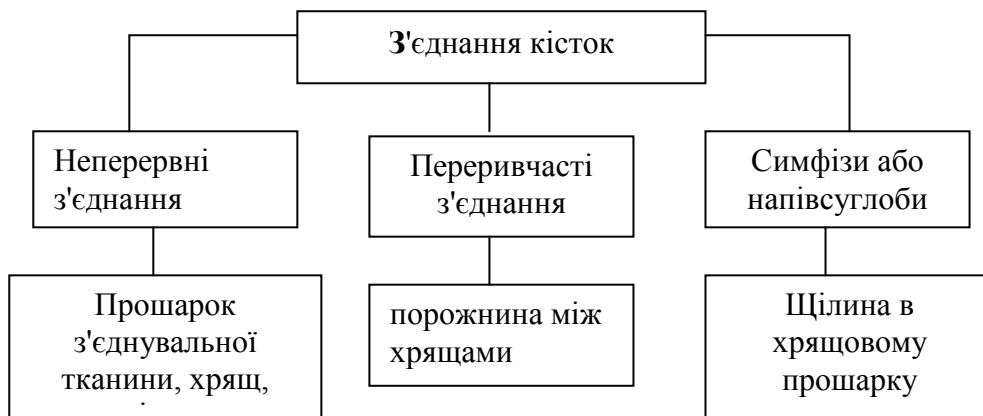 З'єднання кісток
Неперервні
з'єднання
Переривчасті
з'єднання
Симфізи або
напівсуглоби
Прошарок
з'єднувальної
тканини, хрящ,
порожнина між
хрящами
Щілина в
хрящовому
прошарку